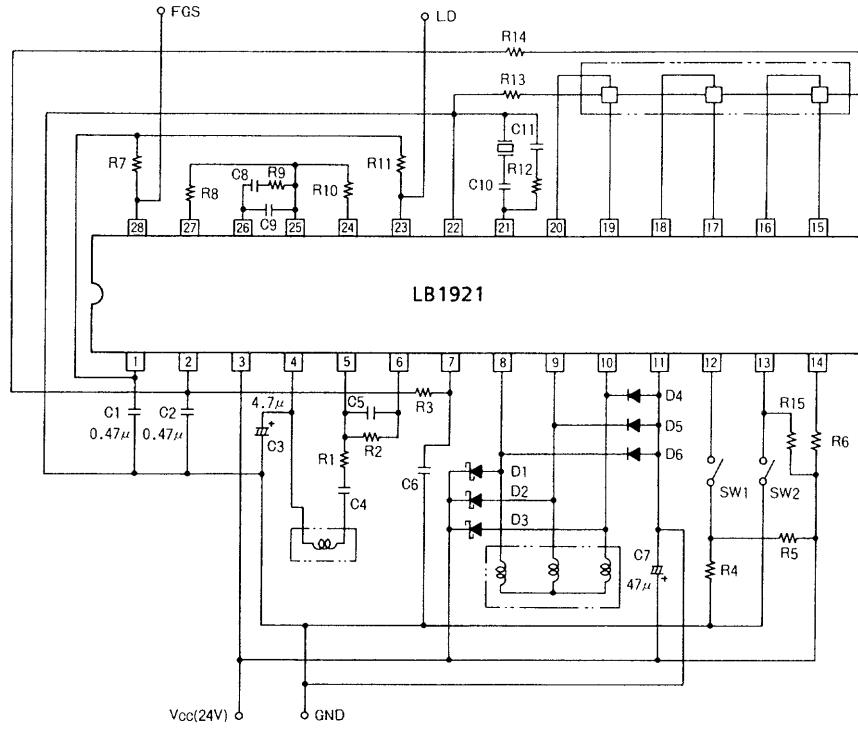 FGS
LD
R14
R13
R7
R8
C8
R9
C9
R10
R11
C10
C11
R12
28
27
26
25
24
23
22
21
20
19
18
17
16
15
LB1921
1
2
3
4
5
6
7
8
9
10
11
12
13
14
C1
0.47μ
C2
0.47μ
4.7μ
+
C3
C5
R2
R1
C4
R3
C6
D4
D5
D6
D1
D2
D3
C7
47μ
+
SW1
SW2
R15
R6
R5
R4
Vcc(24V)
GND